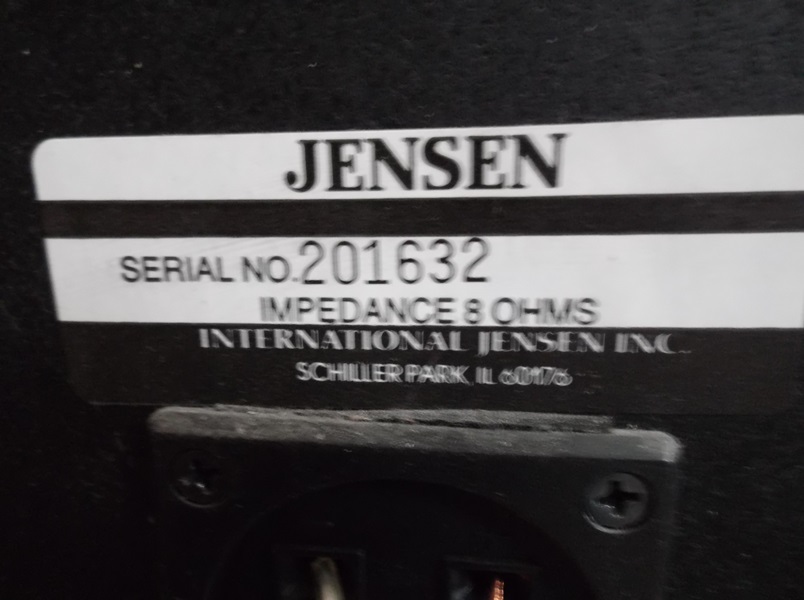 JENSEN
SERIAL NO. 201632
IMPEDANCE 8 OHMS
INTERNATIONAL JENSEN INC.
SCHILLER PARK, IL 60176